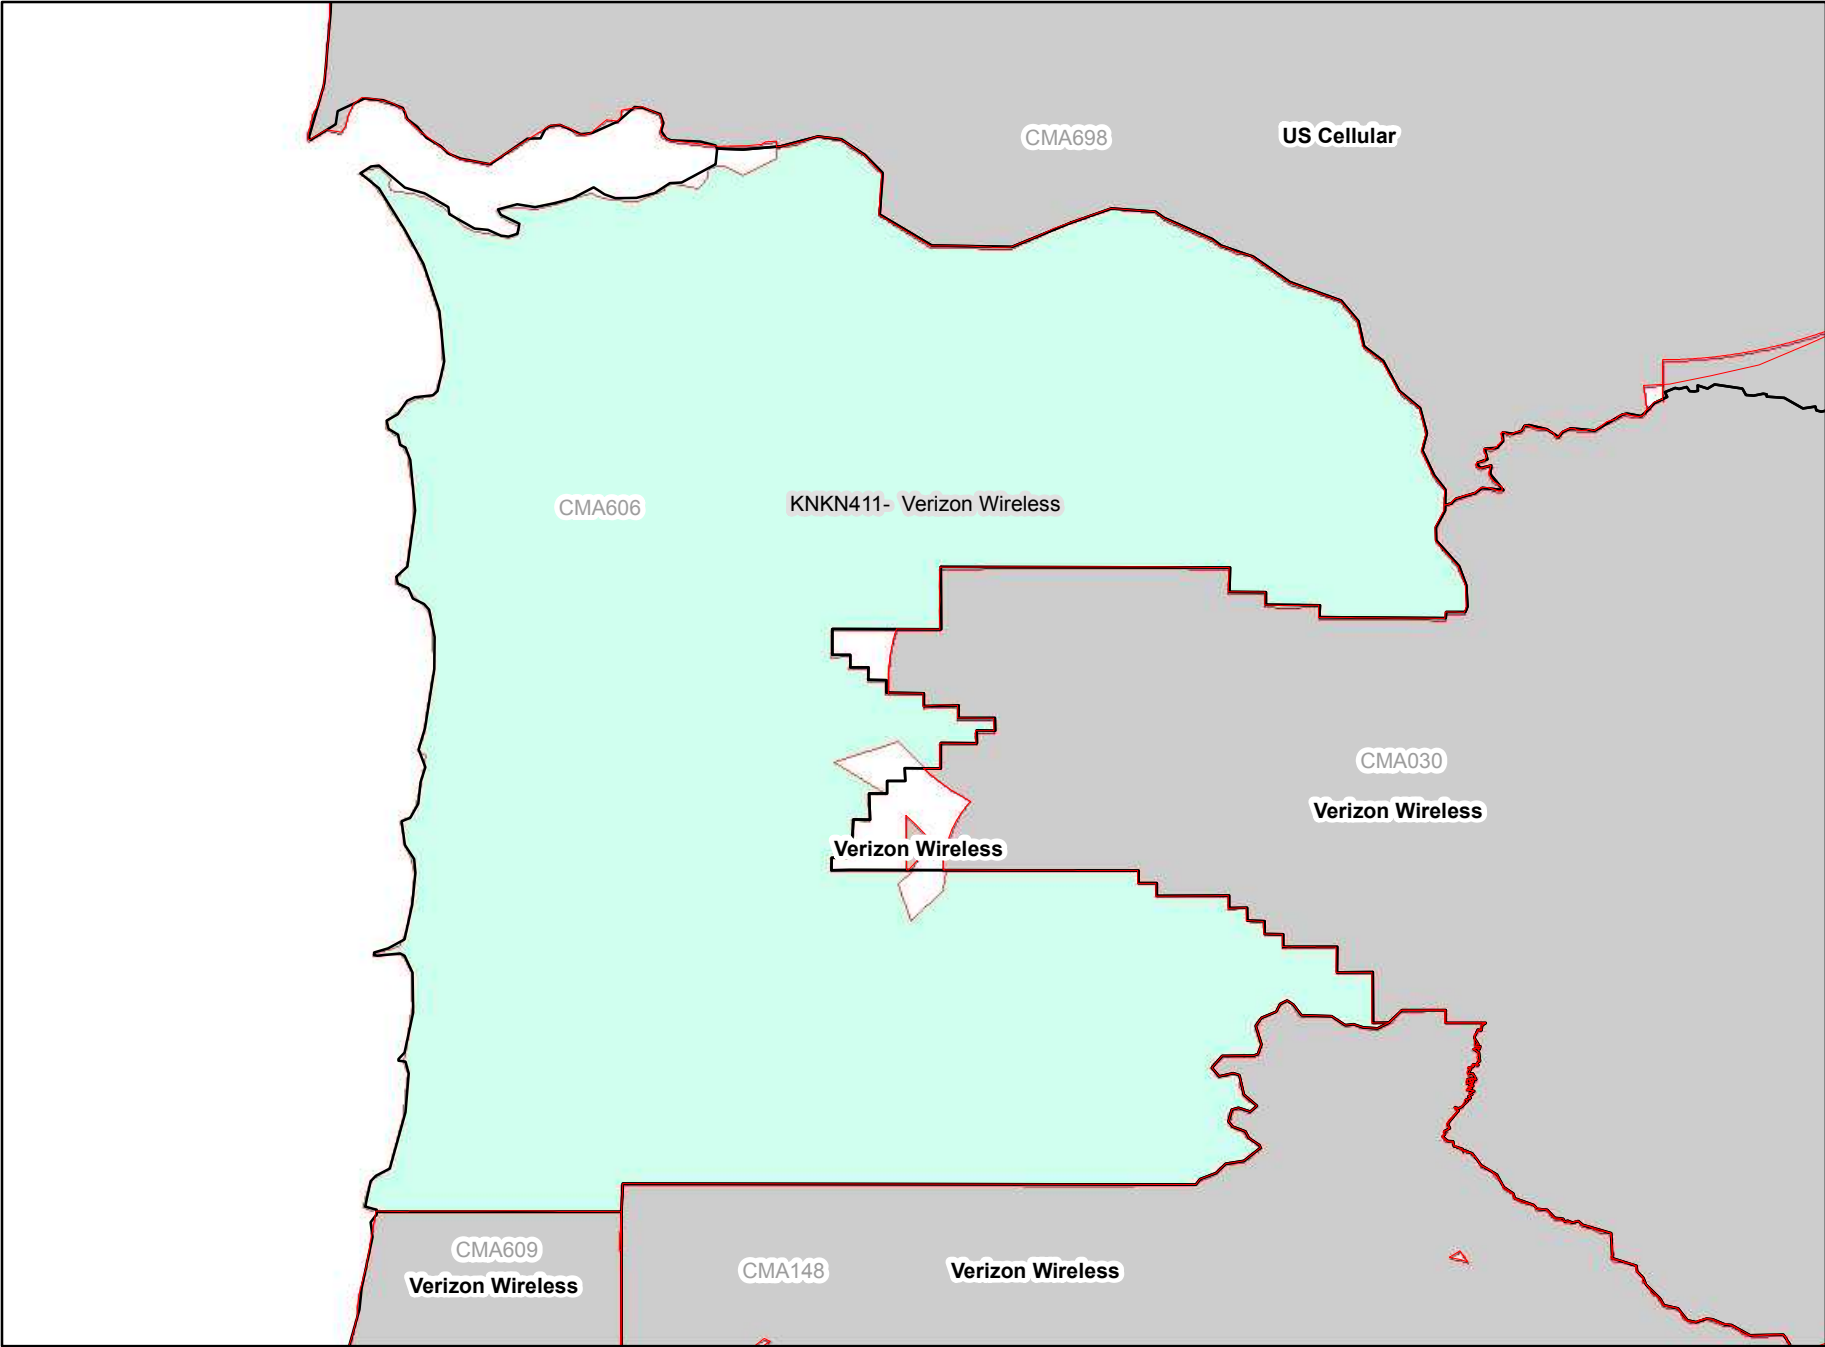 CMA698
US Cellular
CMA606
KNKN411- Verizon Wireless
CMA030
Verizon Wireless
Verizon Wireless
CMA609
Verizon Wireless
CMA148
Verizon Wireless